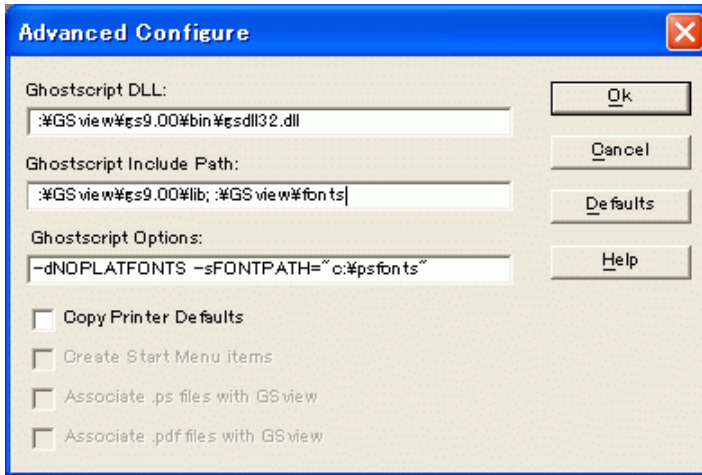 Advanced Configure
Ghostscript DLL:
:¥GSview¥gs9.00¥bin¥gsdll32.dll
Ok
Ghostscript Include Path:
:¥GSview¥gs9.00¥lib; :¥GSview¥fonts
Cancel
Defaults
Ghostscript Options:
-dNOPLATFONTS -sFONTPATH="c:¥psfonts"
Help
Copy Printer Defaults
Create Start Menu items
Associate .ps files with GSview
Associate .pdf files with GSview